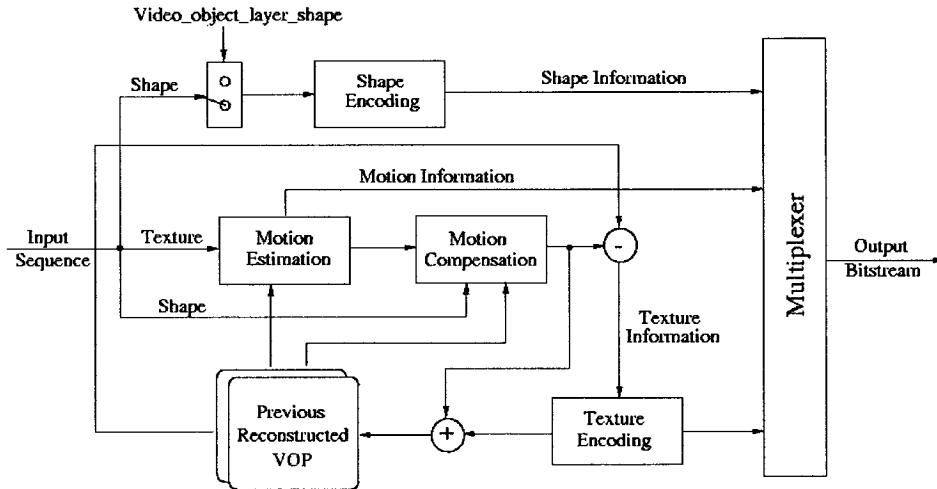 Video_object_layer_shape
Shape
Shape
Encoding
Shape Information
Motion Information
Input
Sequence
Texture
Motion
Estimation
Motion
Compensation
-
Multiplexer
Output
Bitstream
Shape
Texture
Information
Previous
Reconstructed
VOP
+
Texture
Encoding